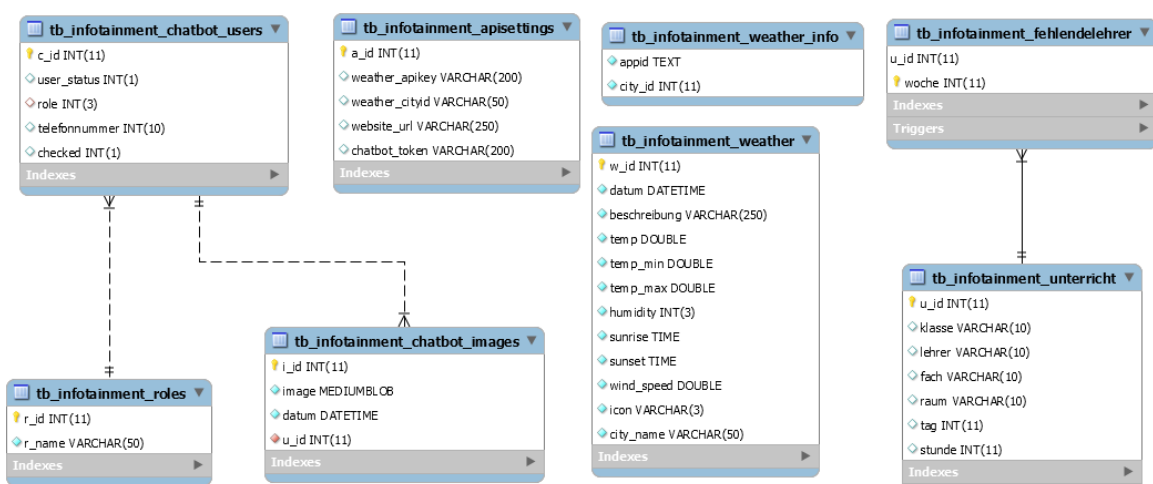 tb_infotainment_chatbot_users
c_id INT(11)
user_status INT(1)
role INT(3)
telefonnummer INT(10)
checked INT(1)
Indexes
tb_infotainment_apisettings
a_id INT(11)
weather_apikey VARCHAR(200)
weather_cityid VARCHAR(50)
website_url VARCHAR(250)
chatbot_token VARCHAR(200)
Indexes
tb_infotainment_weather_info
appid TEXT
city_id INT(11)
tb_infotainment_fehlendelehrer
u_id INT(11)
woche INT(11)
Indexes
Triggers
tb_infotainment_weather
w_id INT(11)
datum DATETIME
beschreibung VARCHAR(250)
temp DOUBLE
temp_min DOUBLE
temp_max DOUBLE
humidity INT(3)
sunrise TIME
sunset TIME
wind_speed DOUBLE
icon VARCHAR(3)
city_name VARCHAR(50)
Indexes
tb_infotainment_unterricht
u_id INT(11)
klasse VARCHAR(10)
lehrer VARCHAR(10)
fach VARCHAR(10)
raum VARCHAR(10)
tag INT(11)
stunde INT(11)
Indexes
tb_infotainment_chatbot_images
i_id INT(11)
image MEDIUMBLOB
datum DATETIME
u_id INT(11)
Indexes
tb_infotainment_roles
r_id INT(11)
r_name VARCHAR(50)
Indexes